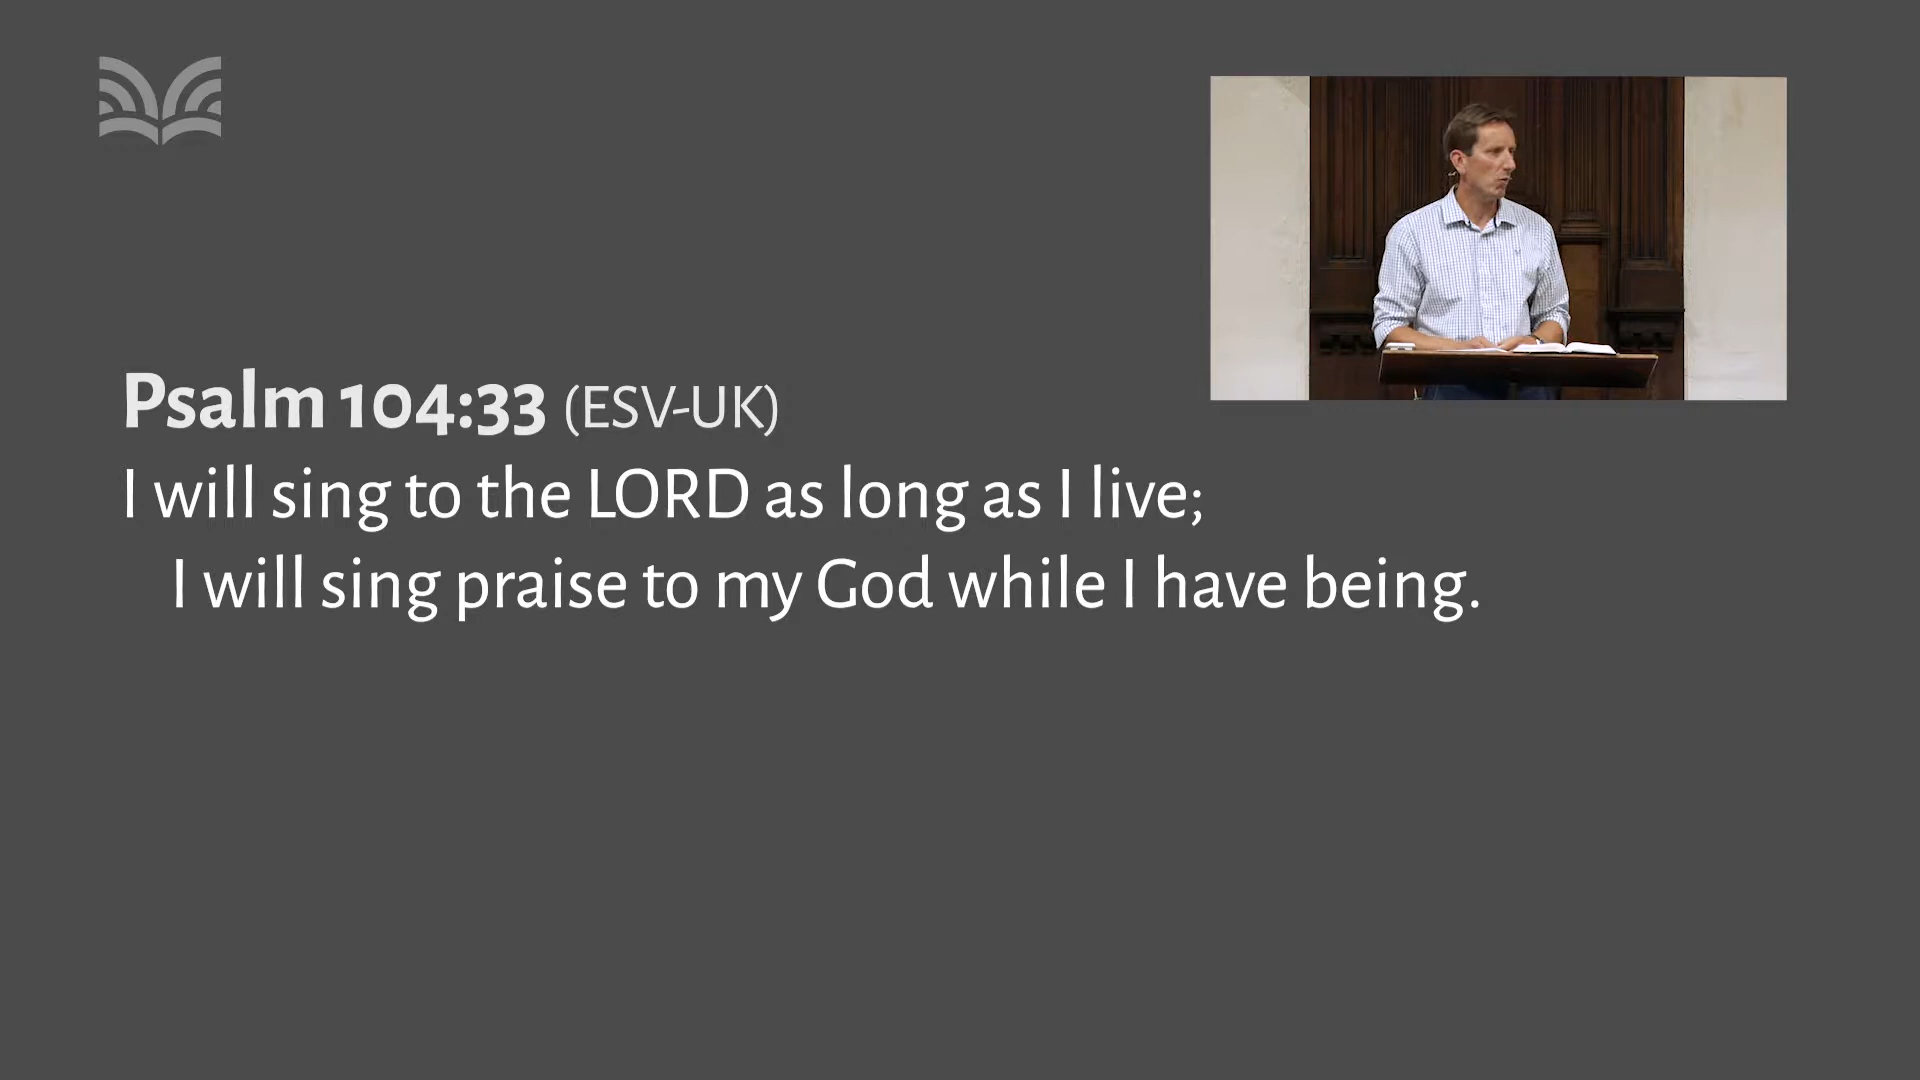 Psalm 104:33 (ESV-UK)
I will sing to the LORD as long as I live;
I will sing praise to my God while I have being.